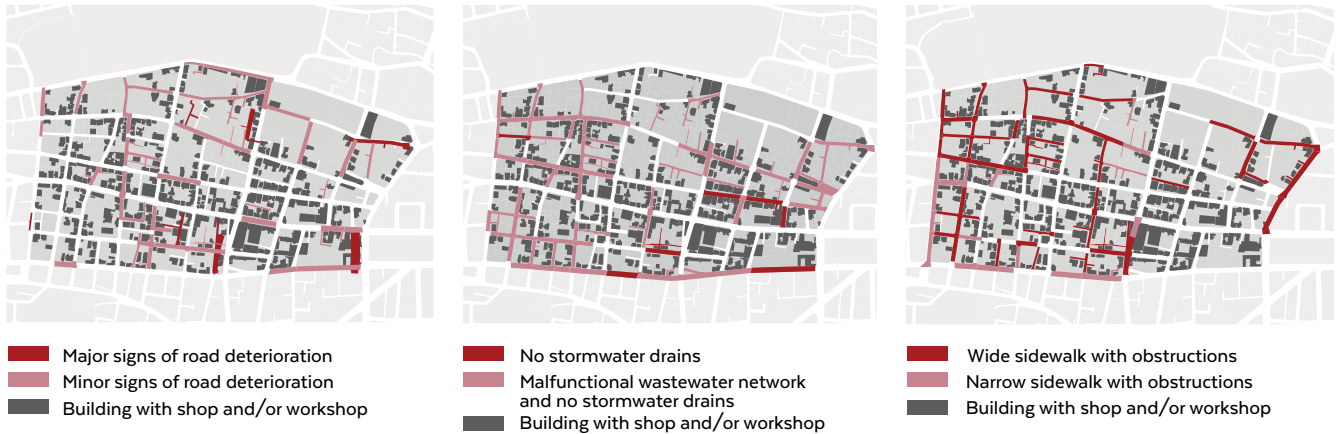 Major signs of road deterioration
Minor signs of road deterioration
Building with shop and/or workshop
No stormwater drains
Malfunctional wastewater network
and no stormwater drains
Building with shop and/or workshop
Wide sidewalk with obstructions
Narrow sidewalk with obstructions
Building with shop and/or workshop